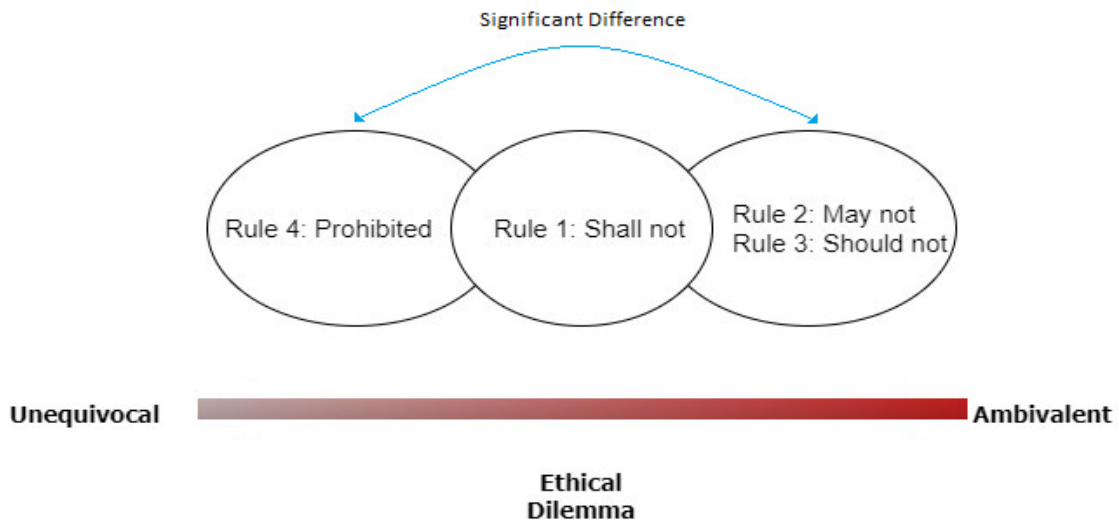 Significant Difference
Rule 4: Prohibited
Rule 1: Shall not
Rule 2: May not
Rule 3: Should not
Unequivocal
Ambivalent
Ethical
Dilemma